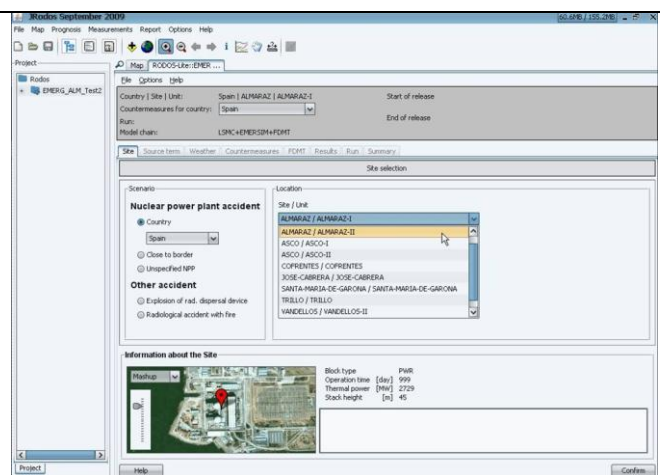 JRodos September 2009
60.6MB / 155.2MB
File Map Prognosis Measurements Report Options Help
Project
Rodos
EMERG_ALM_Test2
Map RODOS-Lite::EMER ...
File Options Help
Country | Site | Unit: Spain | ALMARAZ | ALMARAZ-I Start of release
Countermeasures for country: Spain
Run: End of release
Model chain: LSMC+EMERSIM+FDMT
Site Source term Weather Countermeasures FDMT Results Run Summary
Site selection
Scenario
Nuclear power plant accident
Country
Spain
Close to border
Unspecified NPP
Other accident
Explosion of rad. dispersal device
Radiological accident with fire
Location
Site / Unit
ALMARAZ / ALMARAZ-I
ALMARAZ / ALMARAZ-II
ASCO / ASCO-I
ASCO / ASCO-II
COFRENTES / COFRENTES
JOSE-CABRERA / JOSE-CABRERA
SANTA-MARIA-DE-GARONA / SANTA-MARIA-DE-GARONA
TRILLO / TRILLO
VANDELLOS / VANDELLOS-II
Information about the Site
Mashup
Block type PWR
Operation time [day] 999
Thermal power [MW] 2729
Stack height [m] 45
Project
Help
Confirm